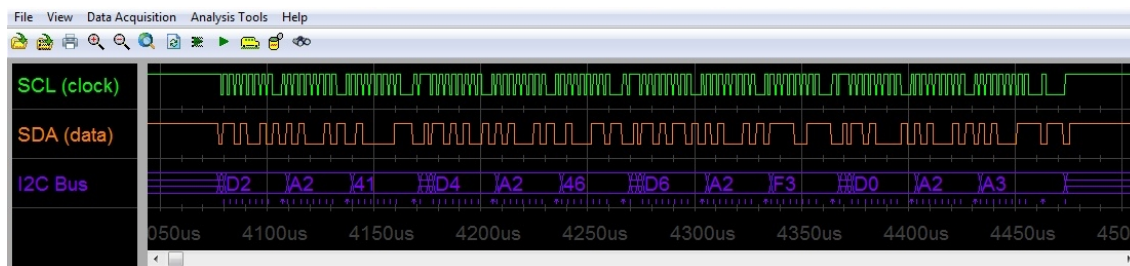 File View Data Acquisition Analysis Tools Help
SCL (clock)
SDA (data)
I2C Bus D2 A2 41 D4 A2 46 D6 A2 F3 D0 A2 A3
050us 4100us 4150us 4200us 4250us 4300us 4350us 4400us 4450us 450